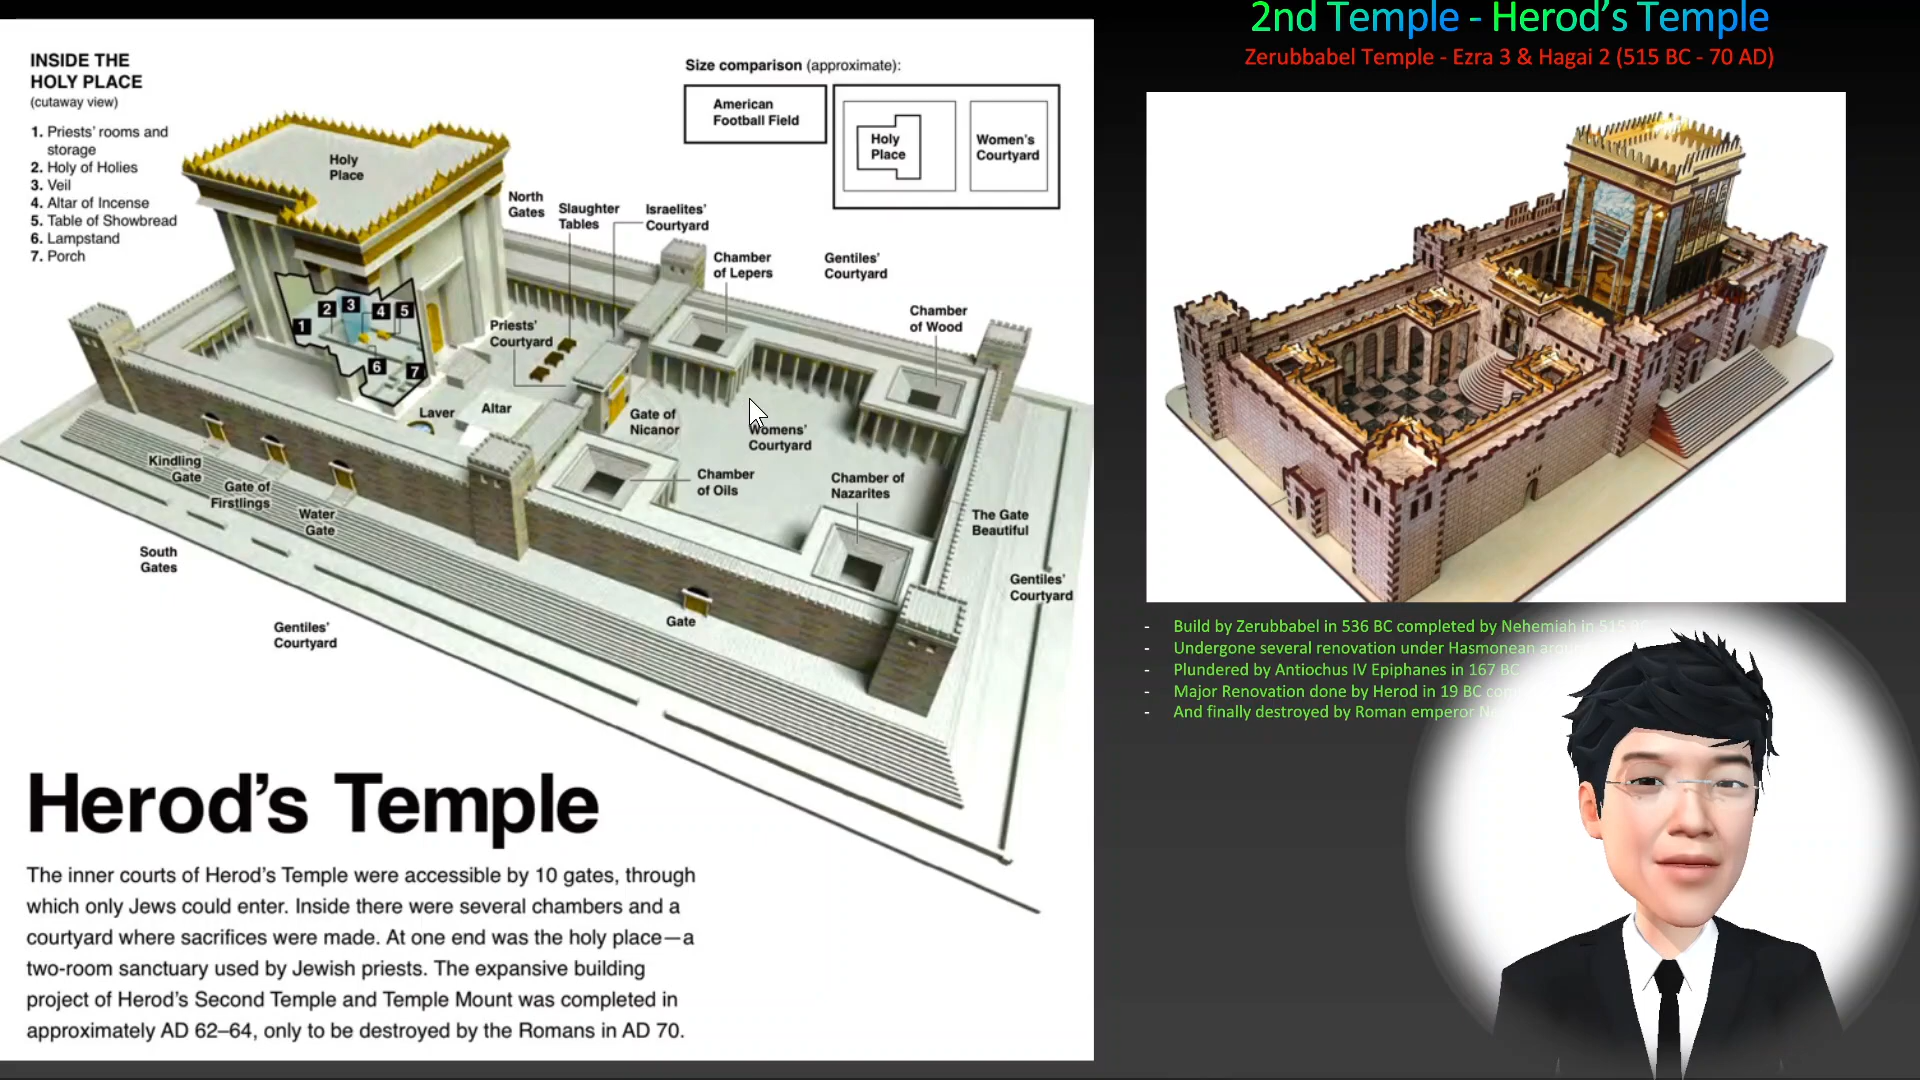 2nd Temple - Herod's Temple
Zerubbabel Temple - Ezra 3 & Hagai 2 (515 BC - 70 AD)
INSIDE THE
HOLY PLACE
(cutaway view)
1. Priests' rooms and
storage
2. Holy of Holies
3. Veil
4. Altar of Incense
5. Table of Showbread
6. Lampstand
7. Porch
Size comparison (approximate):
American
Football Field
Holy
Place
Women's
Courtyard
Holy
Place
North
Gates
Slaughter
Tables
Israelites'
Courtyard
Chamber
of Lepers
Gentiles'
Courtyard
Chamber
of Wood
1
2
3
4
5
6
7
Priests'
Courtyard
Laver
Altar
Gate of
Nicanor
Womens'
Courtyard
Chamber
of Oils
Chamber of
Nazarites
The Gate
Beautiful
Gentiles'
Courtyard
Kindling
Gate
Gate of
Firstlings
Water
Gate
South
Gates
Gentiles'
Courtyard
Gate
Herod's Temple
The inner courts of Herod's Temple were accessible by 10 gates, through
which only Jews could enter. Inside there were several chambers and a
courtyard where sacrifices were made. At one end was the holy place—a
two-room sanctuary used by Jewish priests. The expansive building
project of Herod's Second Temple and Temple Mount was completed in
approximately AD 62–64, only to be destroyed by the Romans in AD 70.
- Build by Zerubbabel in 536 BC completed by Nehemiah in 515
- Undergone several renovation under Hasmonean
- Plundered by Antiochus IV Epiphanes in 167 BC
- Major Renovation done by Herod in 19 BC
- And finally destroyed by Roman emperor